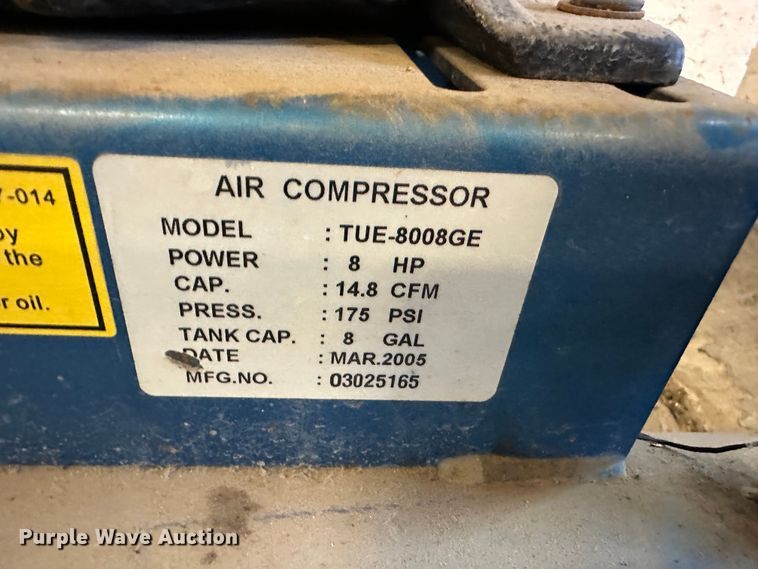 7-014
by
the
r oil.
AIR COMPRESSOR
MODEL : TUE-8008GE
POWER : 8 HP
CAP. : 14.8 CFM
PRESS. : 175 PSI
TANK CAP. : 8 GAL
DATE : MAR.2005
MFG.NO. : 03025165
Purple Wave Auction